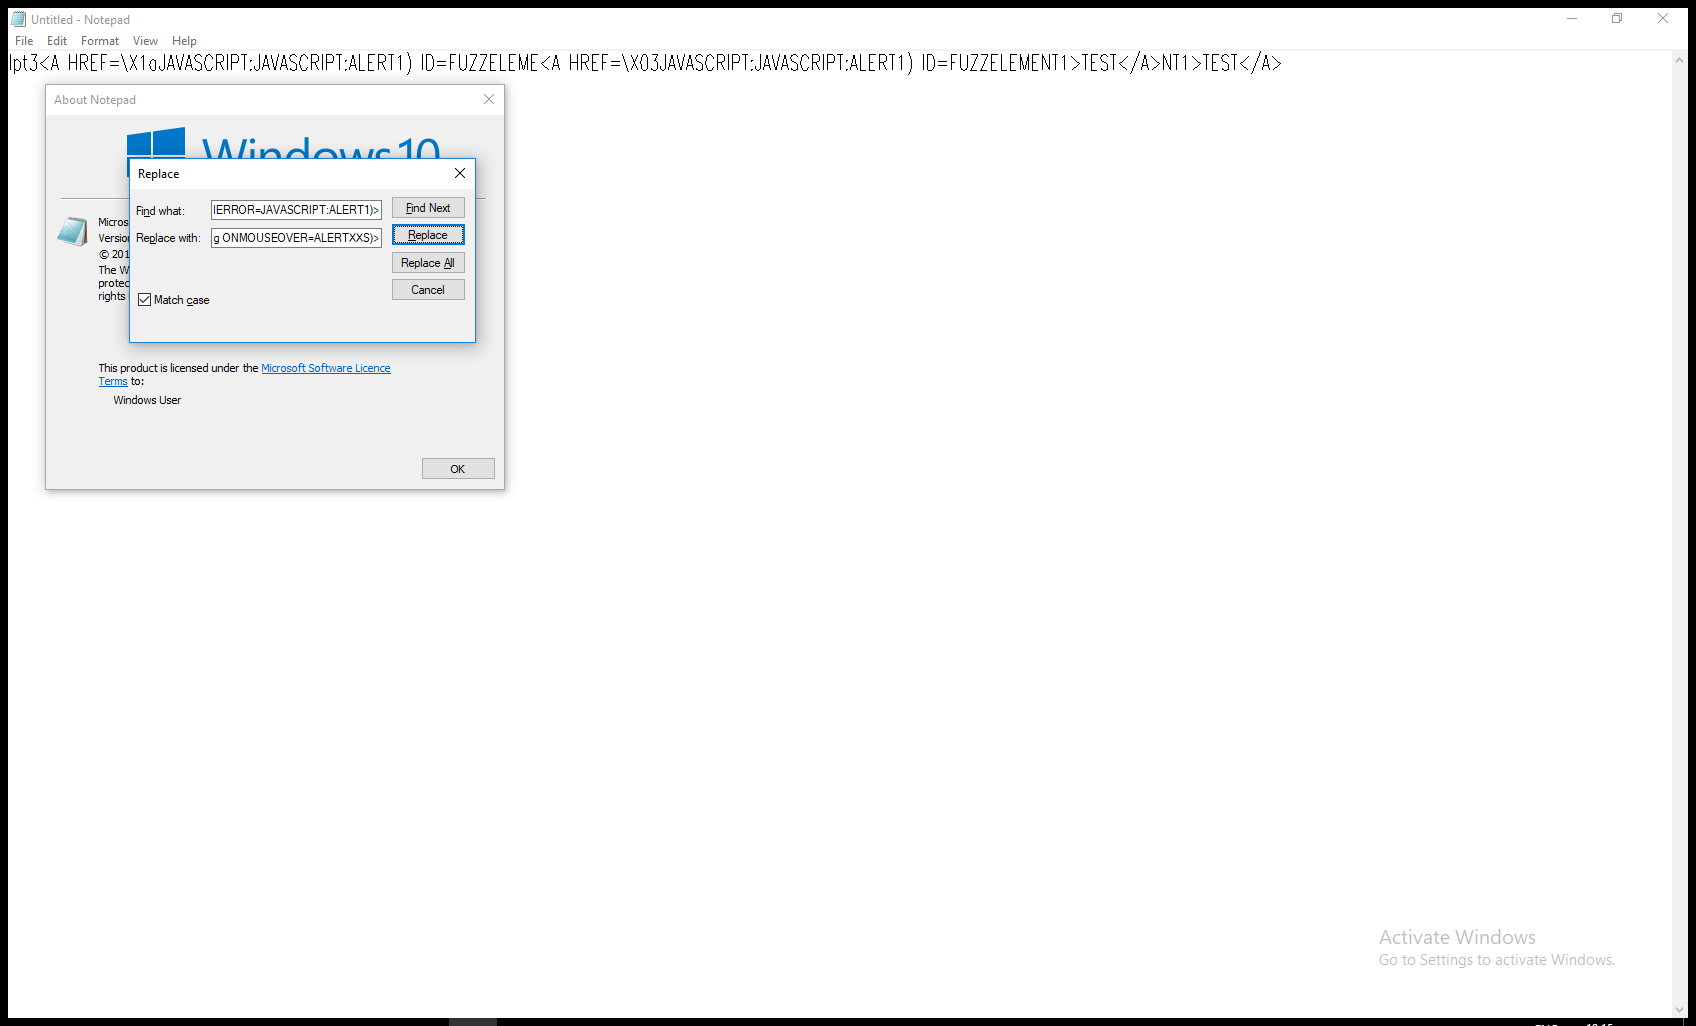 Untitled - Notepad
File Edit Format View Help
lpt3<A HREF=\X1oJAVASCRIPT:JAVASCRIPT:ALERT1) ID=FUZZELEME<A HREF=\X03JAVASCRIPT:JAVASCRIPT:ALERT1) ID=FUZZELEMENT1>TEST</A>NT1>TEST</A>
About Notepad
Windows 10
Replace
Find what:
ERROR=JAVASCRIPT:ALERT1)>
Find Next
Replace with:
g ONMOUSEOVER=ALERTXXS)>
Replace
Replace All
Cancel
Match case
Micros
Version
© 201
The W
protec
rights
This product is licensed under the Microsoft Software Licence
Terms to:
Windows User
OK
Activate Windows
Go to Settings to activate Windows.